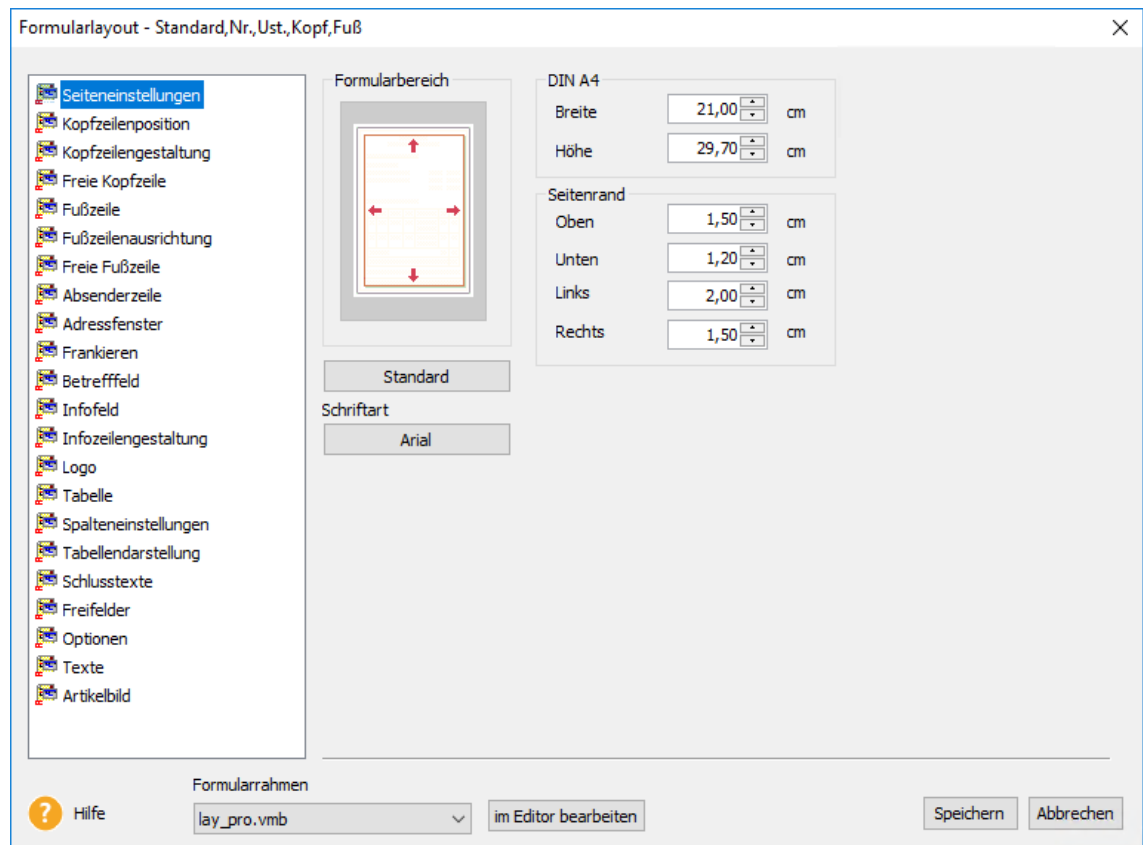 Formularlayout - Standard,Nr.,Ust.,Kopf,Fuß
Seiteneinstellungen
Kopfzeilenposition
Kopfzeilengestaltung
Freie Kopfzeile
Fußzeile
Fußzeilenausrichtung
Freie Fußzeile
Absenderzeile
Adressfenster
Frankieren
Betrefffeld
Infofeld
Infozeilengestaltung
Logo
Tabelle
Spalteneinstellungen
Tabellendarstellung
Schlusstexte
Freifelder
Optionen
Texte
Artikelbild
Formularbereich
Standard
Schriftart
Arial
DIN A4
Breite 21,00 cm
Höhe 29,70 cm
Seitenrand
Oben 1,50 cm
Unten 1,20 cm
Links 2,00 cm
Rechts 1,50 cm
? Hilfe
Formularrahmen
lay_pro.vmb
im Editor bearbeiten
Speichern
Abbrechen